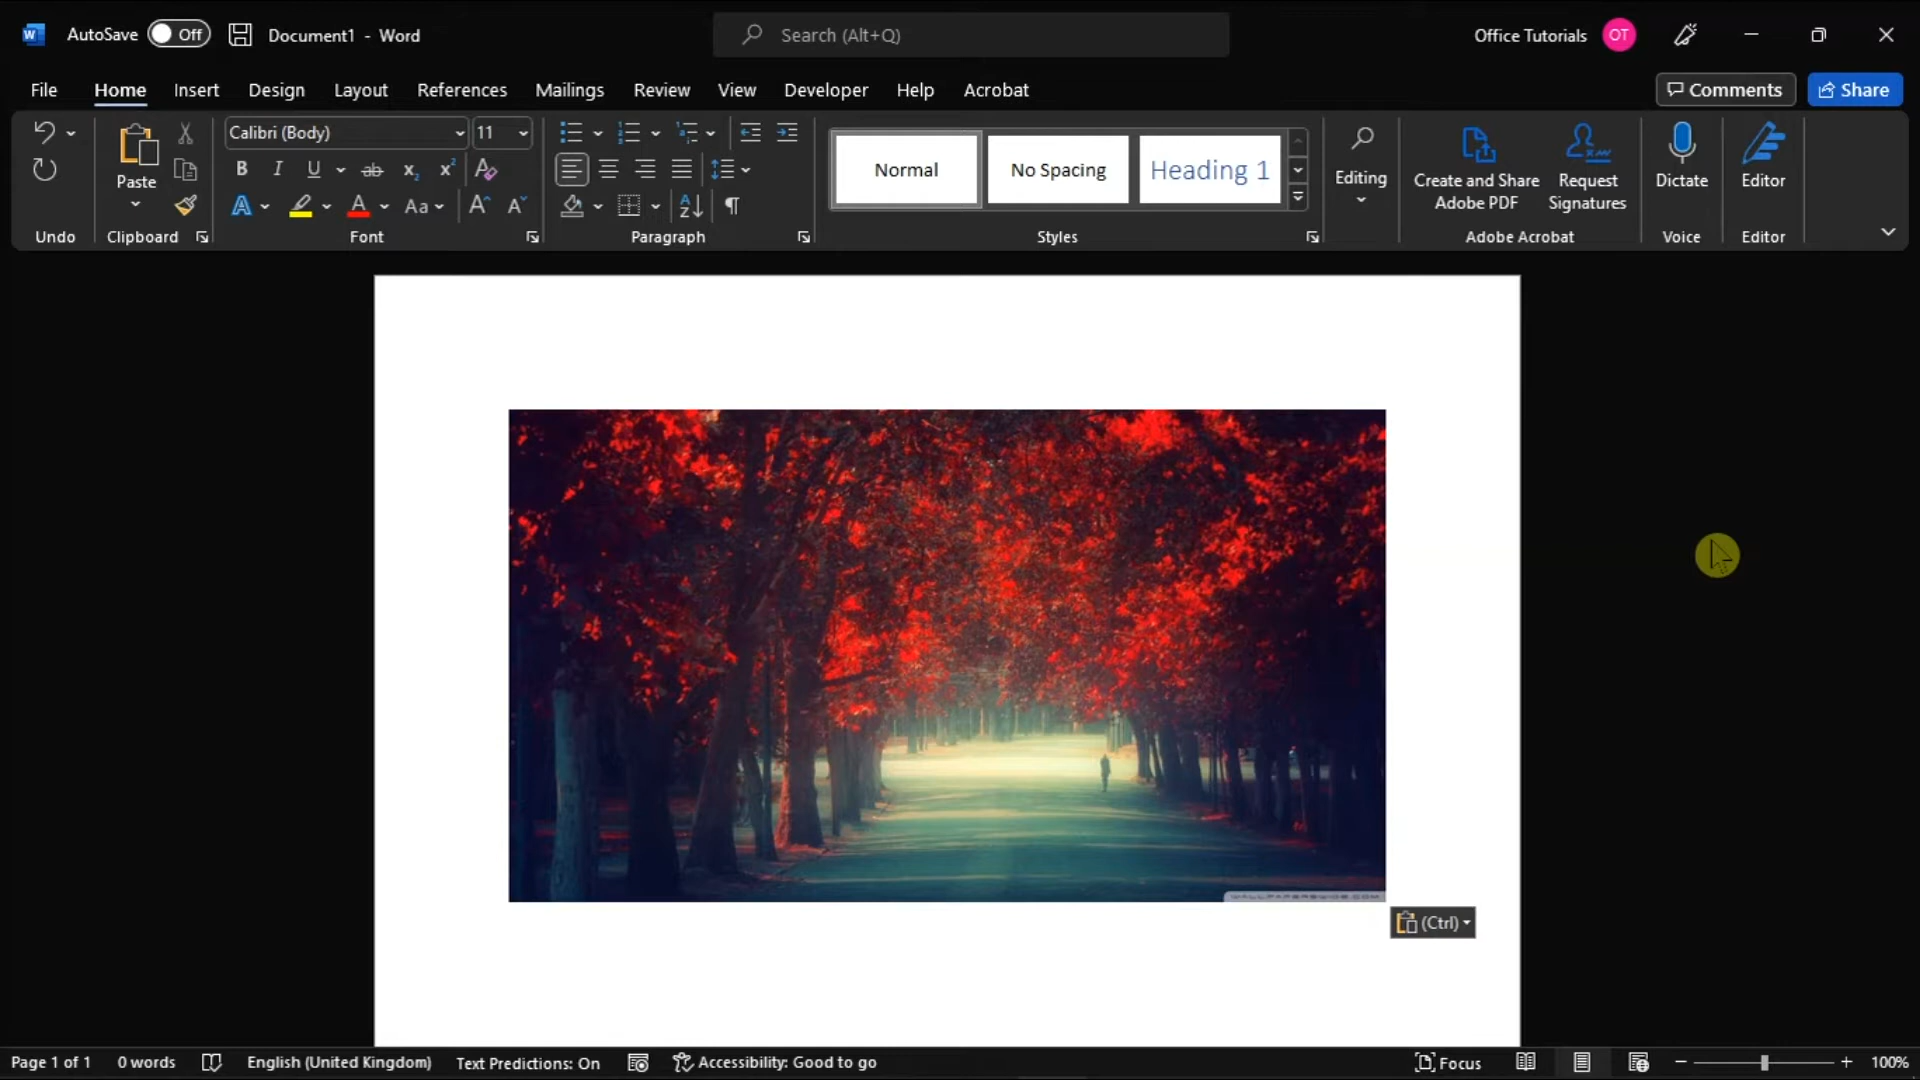 AutoSave Off Document1 - Word Search (Alt+Q) Office Tutorials OT
File Home Insert Design Layout References Mailings Review View Developer Help Acrobat Comments Share
Calibri (Body) 11
Paste
Normal No Spacing Heading 1
Editing
Create and Share
Adobe PDF
Request
Signatures
Dictate
Editor
Undo Clipboard Font Paragraph Styles Adobe Acrobat Voice Editor
WALLPAPERSWIDE.COM
(Ctrl)
Page 1 of 1 0 words English (United Kingdom) Text Predictions: On Accessibility: Good to go Focus 100%